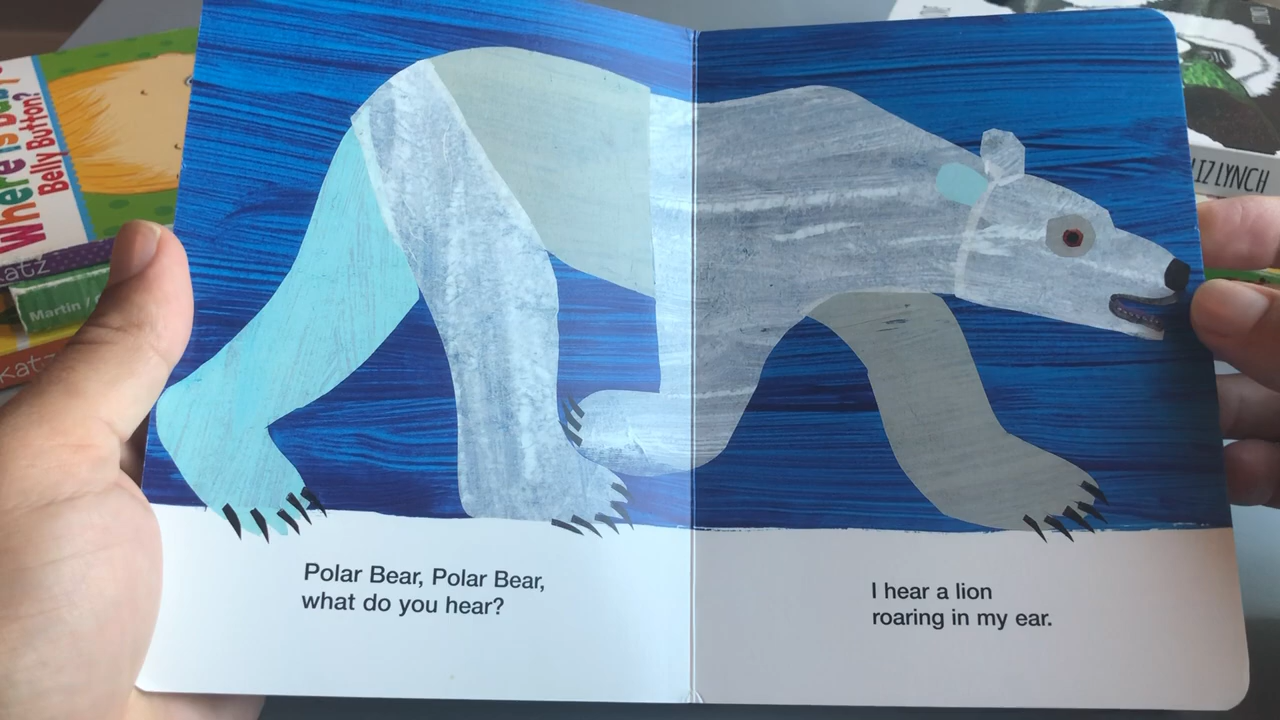 Where is Baby's
Belly Button?
katz
Martin /
katz
LIZ LYNCH
Polar Bear, Polar Bear,
what do you hear?
I hear a lion
roaring in my ear.